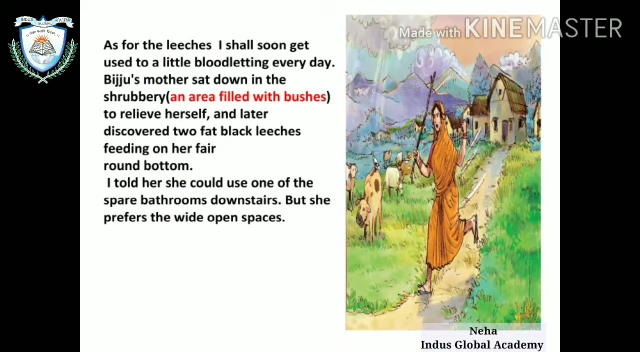 Made with KINEMASTER
As for the leeches I shall soon get
used to a little bloodletting every day.
Bijju's mother sat down in the
shrubbery(an area filled with bushes)
to relieve herself, and later
discovered two fat black leeches
feeding on her fair
round bottom.
I told her she could use one of the
spare bathrooms downstairs. But she
prefers the wide open spaces.
Neha
Indus Global Academy